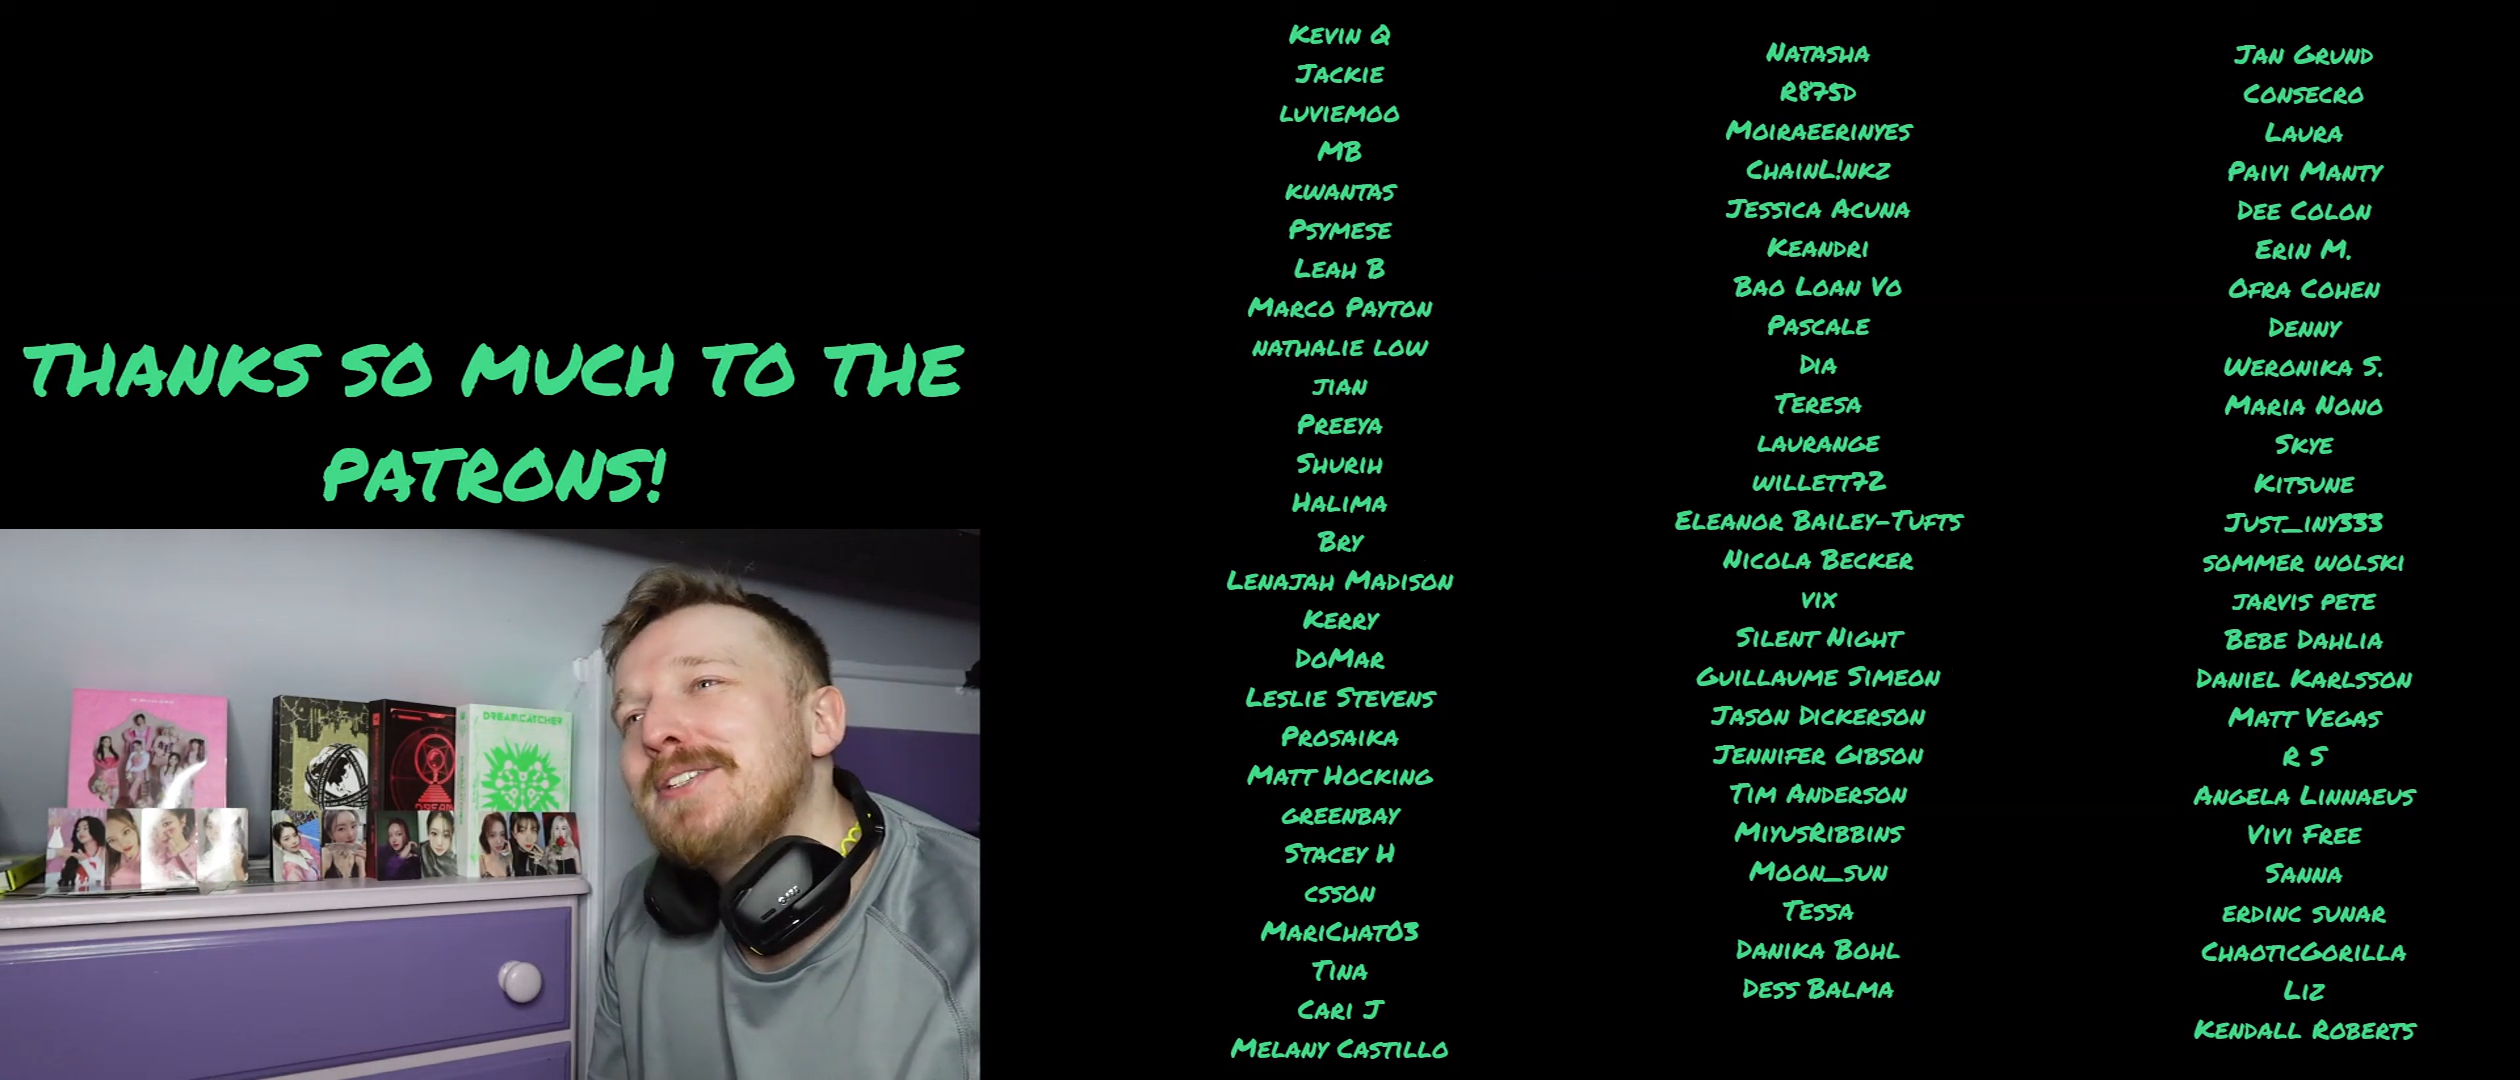 THANKS SO MUCH TO THE
PATRONS!
DREAMCATCHER
DREAM
Kevin Q
Jackie
luviemoo
MB
kwantas
Psymese
Leah B
Marco Payton
nathalie low
jian
Preeya
Shurih
Halima
Bry
Lenajah Madison
Kerry
DoMar
Leslie Stevens
Prosaika
Matt Hocking
greenbay
Stacey H
csson
MariChat03
Tina
Cari J
Melany Castillo
Natasha
R875D
Moiraeerinyes
ChainL!nkz
Jessica Acuna
Keandri
Bao Loan Vo
Pascale
Dia
Teresa
laurange
willett72
Eleanor Bailey-Tufts
Nicola Becker
vix
Silent Night
Guillaume Simeon
Jason Dickerson
Jennifer Gibson
Tim Anderson
MiyusRibbins
Moon_sun
Tessa
Danika Bohl
Dess Balma
Jan Grund
Consecro
Laura
Paivi Manty
Dee Colon
Erin M.
Ofra Cohen
Denny
Weronika S.
Maria Nono
Skye
Kitsune
Just_iny333
sommer wolski
jarvis pete
Bebe Dahlia
Daniel Karlsson
Matt Vegas
R S
Angela Linnaeus
Vivi Free
Sanna
erdinc sunar
ChaoticGorilla
Liz
Kendall Roberts